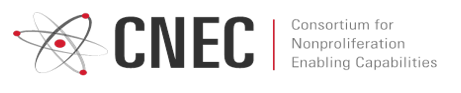 CNEC
Consortium for
Nonproliferation
Enabling Capabilities